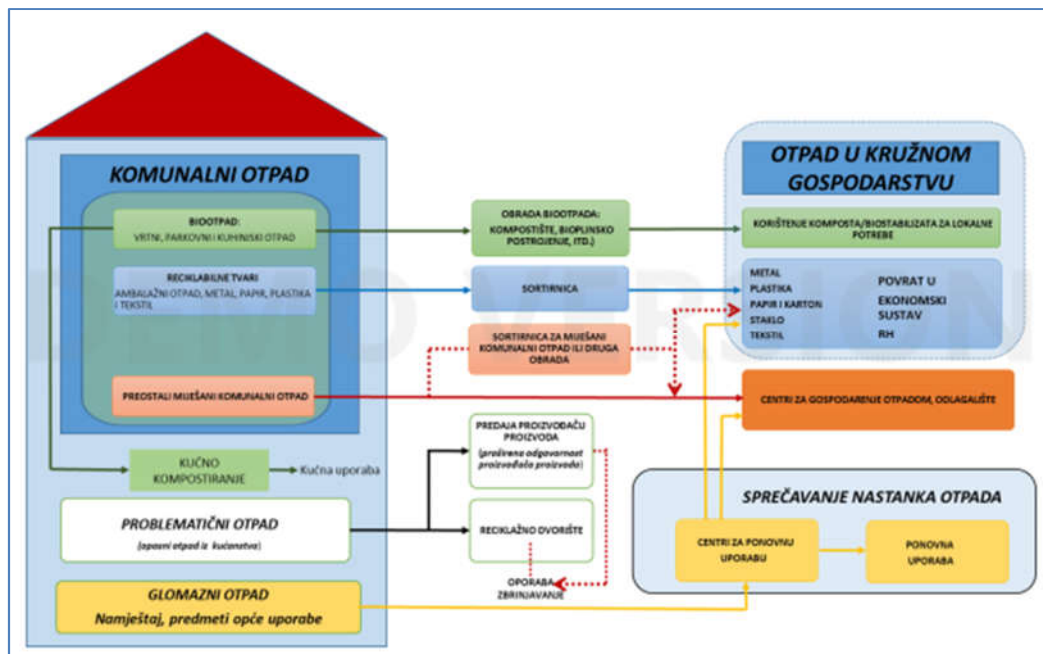 KOMUNALNI OTPAD
BIOOTPAD:
VRTNI, PARKOVNI I KUHINJSKI OTPAD
RECIKLABILNE TVARI
AMBALAŽNI OTPAD, METAL, PAPIR, PLASTIKA
I TEKSTIL
PREOSTALI MIJEŠANI KOMUNALNI OTPAD
KUĆNO
KOMPOSTIRANJE
Kućna uporaba
PROBLEMATIČNI OTPAD
(opasni otpad iz kućanstva)
GLOMAZNI OTPAD
Namještaj, predmeti opće uporabe
OBRADA BIOOTPADA:
KOMPOSTIŠTE, BIOPLINSKO
POSTROJENJE, ITD.)
SORTIRNICA
SORTIRNICA ZA MIJEŠANI
KOMUNALNI OTPAD ILI DRUGA
OBRADA
PREDAJA PROIZVOĐAČU
PROIZVODA
(proširena odgovornost
proizvođača proizvoda)
RECIKLAŽNO DVORIŠTE
OPORABA
ZBRINJAVANJE
OTPAD U KRUŽNOM
GOSPODARSTVU
KORIŠTENJE KOMPOSTA/BIOSTABILIZATA ZA LOKALNE
POTREBE
METAL
PLASTIKA
PAPIR I KARTON
STAKLO
TEKSTIL
POVRAT U
EKONOMSKI
SUSTAV
RH
CENTRI ZA GOSPODARENJE OTPADOM, ODLAGALIŠTE
SPREČAVANJE NASTANKA OTPADA
CENTRI ZA PONOVNU
UPORABU
PONOVNA
UPORABA
DEMO VERSION